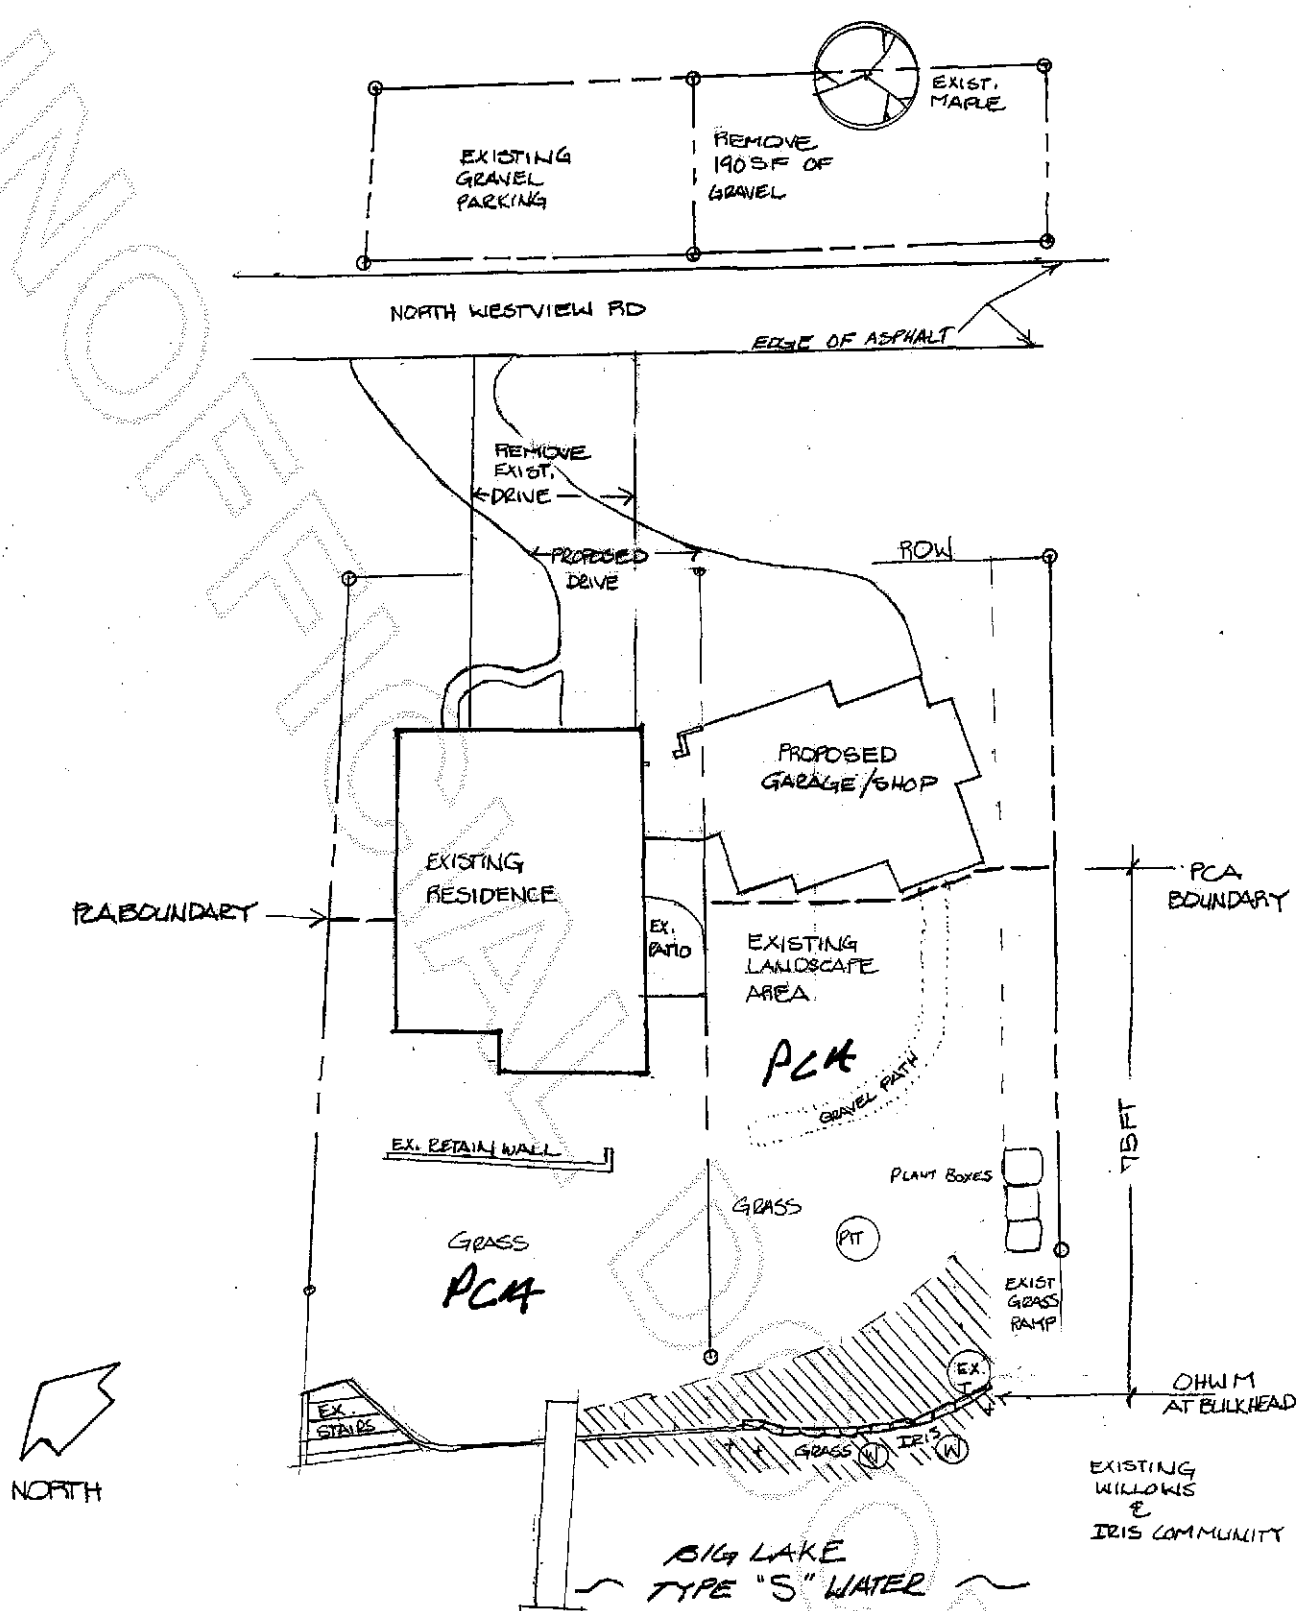 EXIST.
MAPLE
EXISTING
GRAVEL
PARKING
REMOVE
190 SF OF
GRAVEL
NORTH WESTVIEW RD
EDGE OF ASPHALT
REMOVE
EXIST.
DRIVE
PROPOSED
DRIVE
ROW
PROPOSED
GARAGE/SHOP
EXISTING
RESIDENCE
PCA BOUNDARY
PCA
BOUNDARY
EX.
PATIO
EXISTING
LANDSCAPE
AREA
PCA
GRAVEL PATH
75 FT
EX. RETAIN WALL
PLANT BOXES
GRASS
PIT
GRASS
PCA
EXIST
GRASS
RAMP
EX.
T
OHWM
AT BULKHEAD
EX.
STAIRS
GRASS
W
IRIS
W
NORTH
EXISTING
WILLOWS
&
IRIS COMMUNITY
BIG LAKE
TYPE "S" WATER
UNOFFICIAL DOC